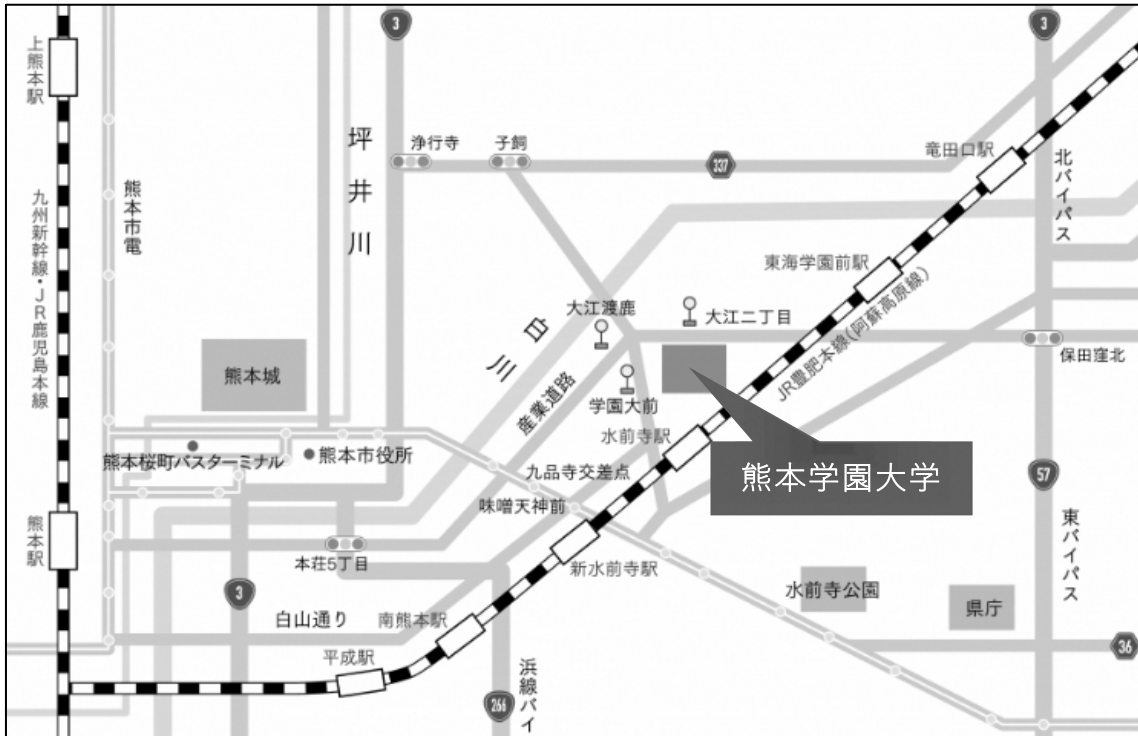 3
3
上熊本駅
坪井川
浄行寺
子飼
337
竜田口駅
北バイパス
九州新幹線・JR鹿児島本線
熊本市電
東海学園前駅
大江渡鹿
大江二丁目
JR豊肥本線(阿蘇高原線)
保田窪北
白川
熊本城
産業道路
学園大前
水前寺駅
熊本学園大学
熊本桜町バスターミナル
熊本市役所
九品寺交差点
57
味噌天神前
熊本駅
本荘5丁目
新水前寺駅
東バイパス
3
水前寺公園
県庁
白山通り
南熊本駅
36
平成駅
浜線バイ
266